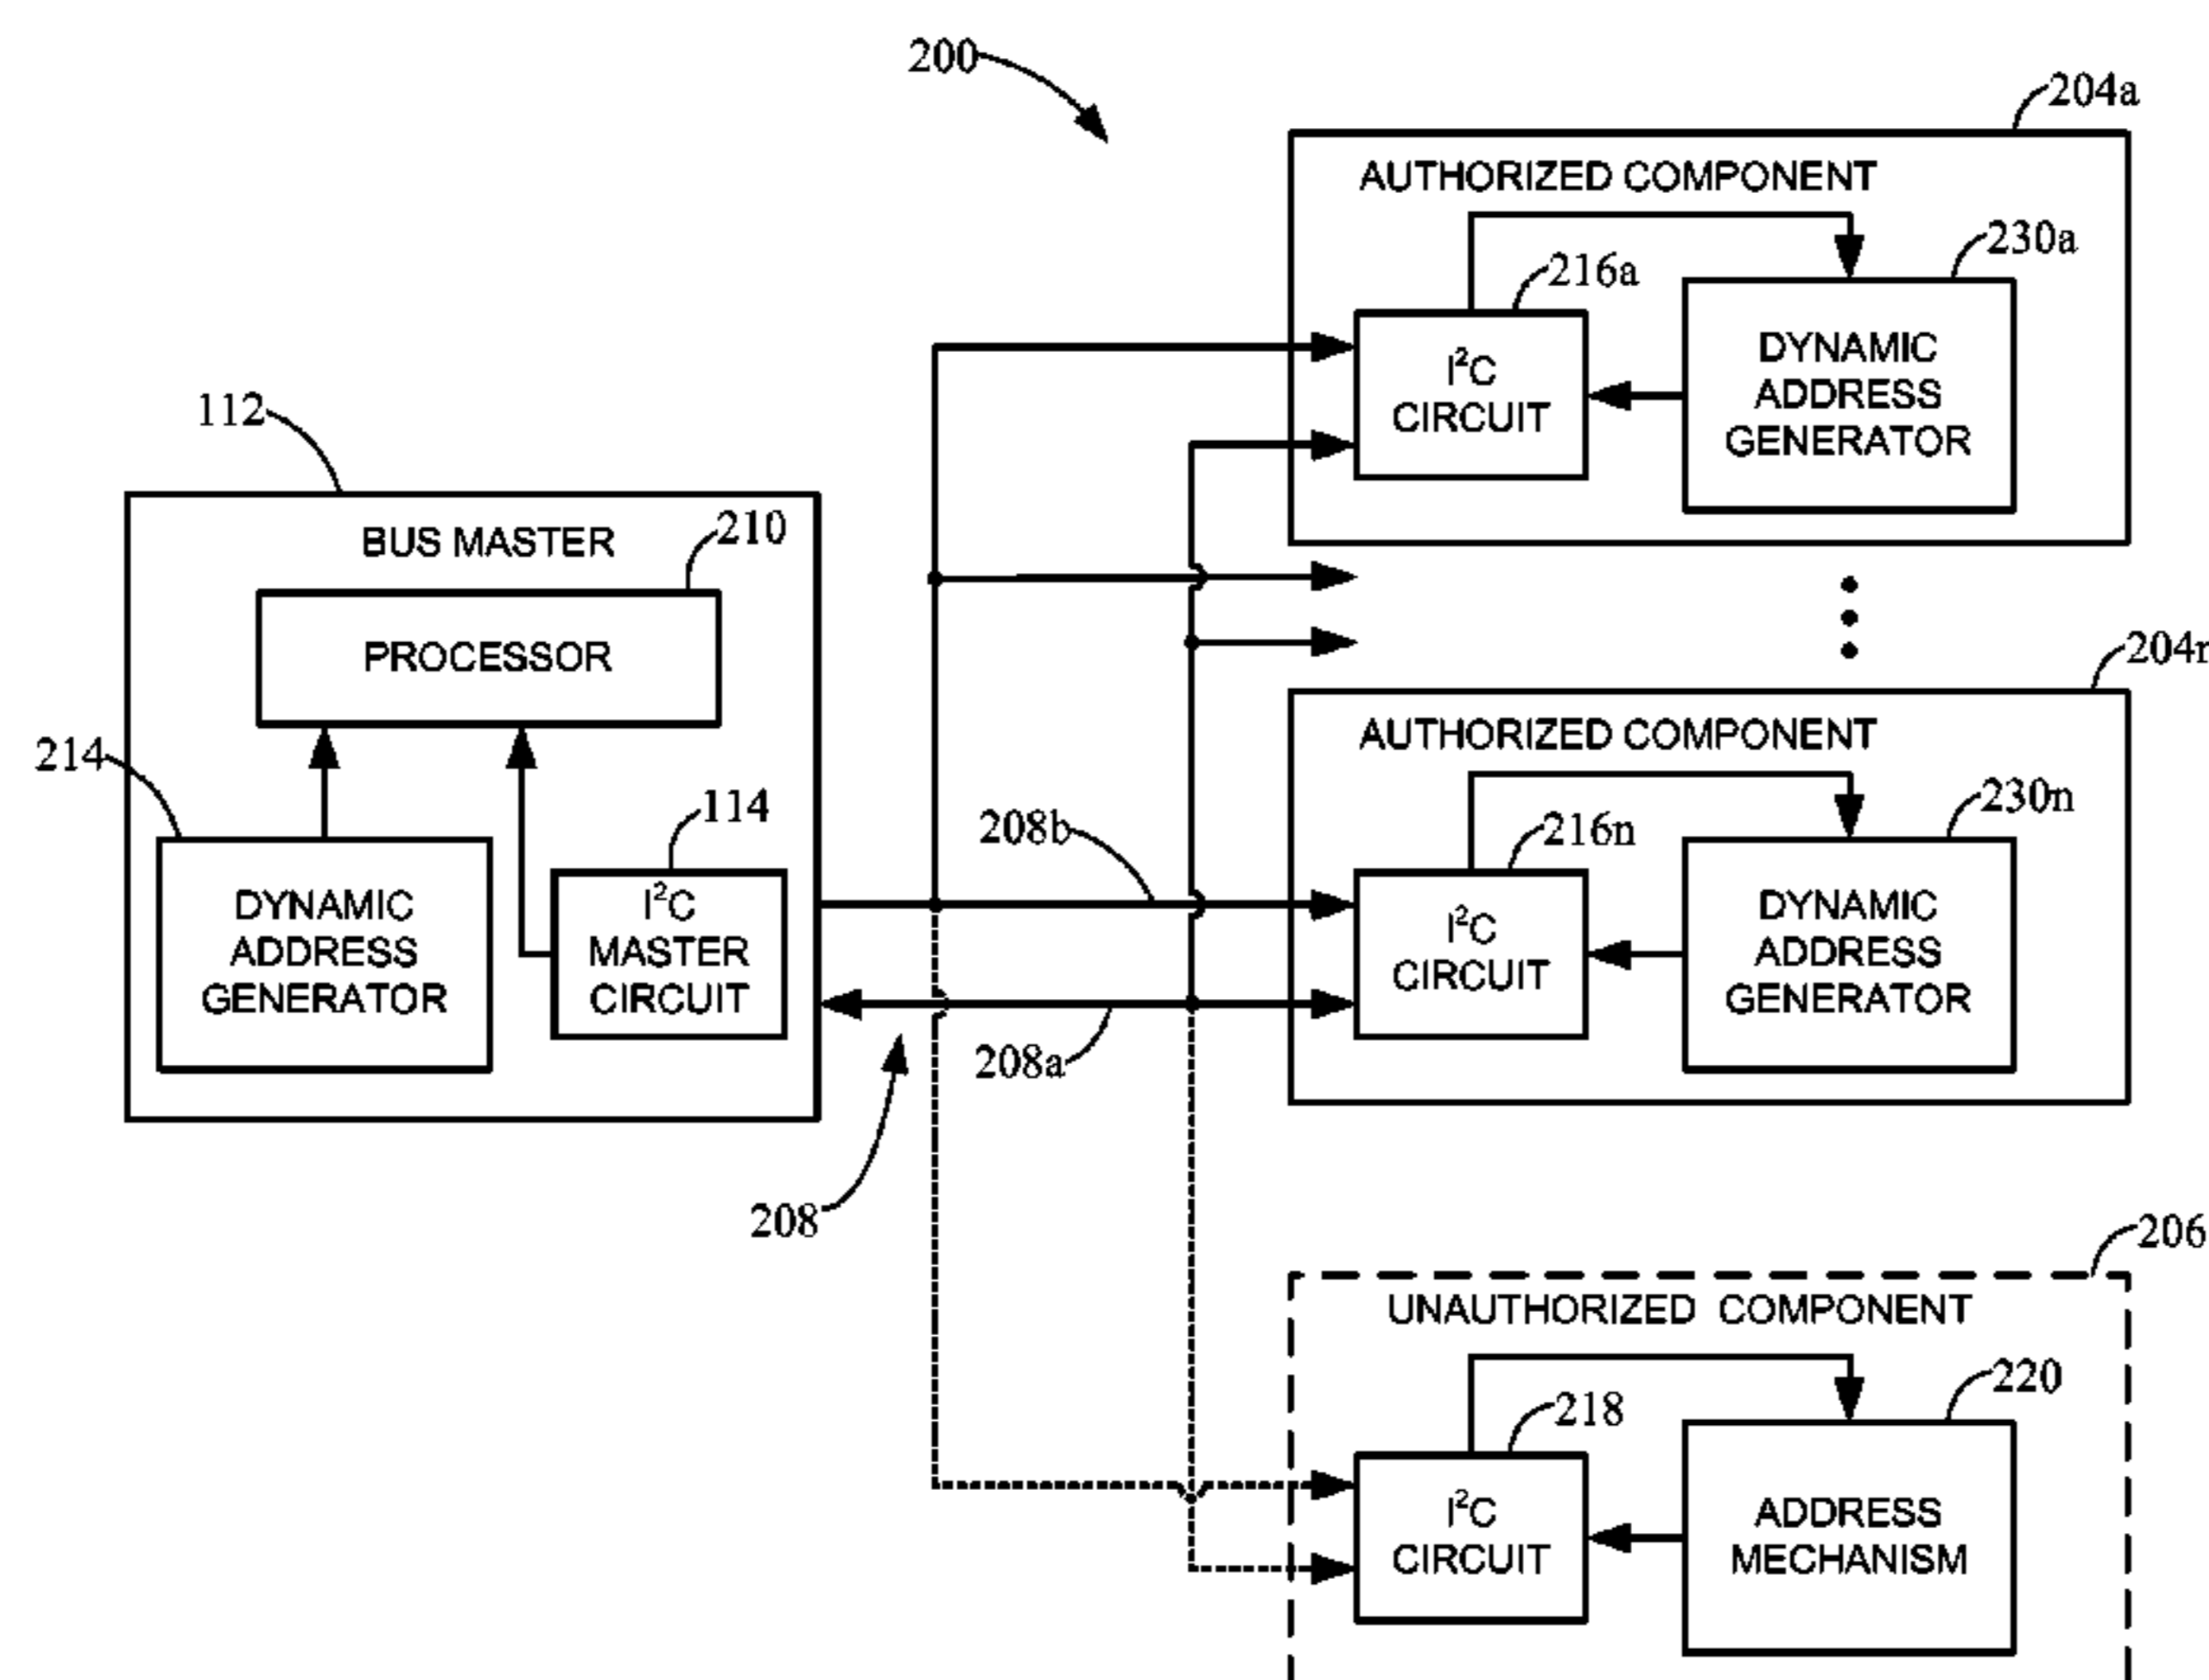 200
204a
AUTHORIZED COMPONENT
230a
216a
I²C
CIRCUIT
DYNAMIC
ADDRESS
GENERATOR
112
BUS MASTER
210
PROCESSOR
214
114
DYNAMIC
ADDRESS
GENERATOR
I²C
MASTER
CIRCUIT
208b
208a
208
AUTHORIZED COMPONENT
230n
216n
I²C
CIRCUIT
DYNAMIC
ADDRESS
GENERATOR
206
UNAUTHORIZED COMPONENT
220
218
I²C
CIRCUIT
ADDRESS
MECHANISM